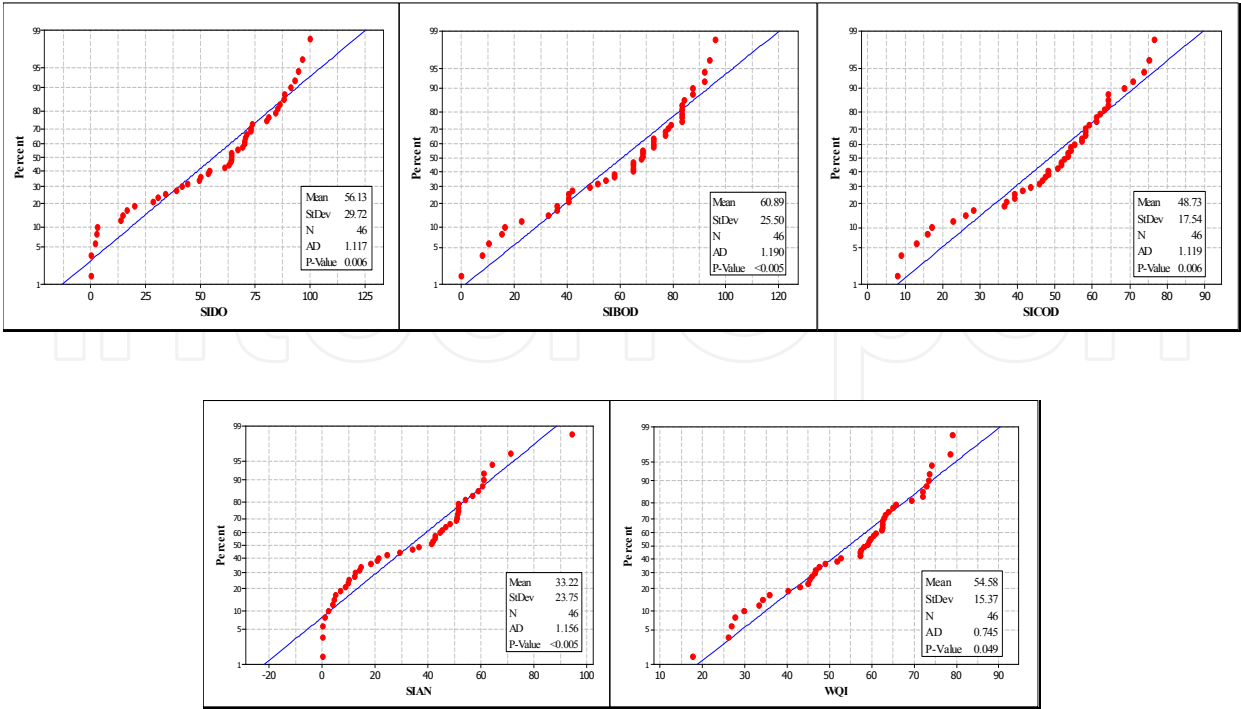 99
95
90
80
70
60
50
40
30
20
10
5
1
Percent
0
25
50
75
100
125
SIDO
Mean 56.13
StDev 29.72
N 46
AD 1.117
P-Value 0.006
99
95
90
80
70
60
50
40
30
20
10
5
1
Percent
0
20
40
60
80
100
120
SIBOD
Mean 60.89
StDev 25.50
N 46
AD 1.190
P-Value <0.005
99
95
90
80
70
60
50
40
30
20
10
5
1
Percent
0
10
20
30
40
50
60
70
80
90
SICOD
Mean 48.73
StDev 17.54
N 46
AD 1.119
P-Value 0.006
intechopen
99
95
90
80
70
60
50
40
30
20
10
5
1
Percent
-20
0
20
40
60
80
100
SIAN
Mean 33.22
StDev 23.75
N 46
AD 1.156
P-Value <0.005
99
95
90
80
70
60
50
40
30
20
10
5
1
Percent
10
20
30
40
50
60
70
80
90
WQI
Mean 54.58
StDev 15.37
N 46
AD 0.745
P-Value 0.049